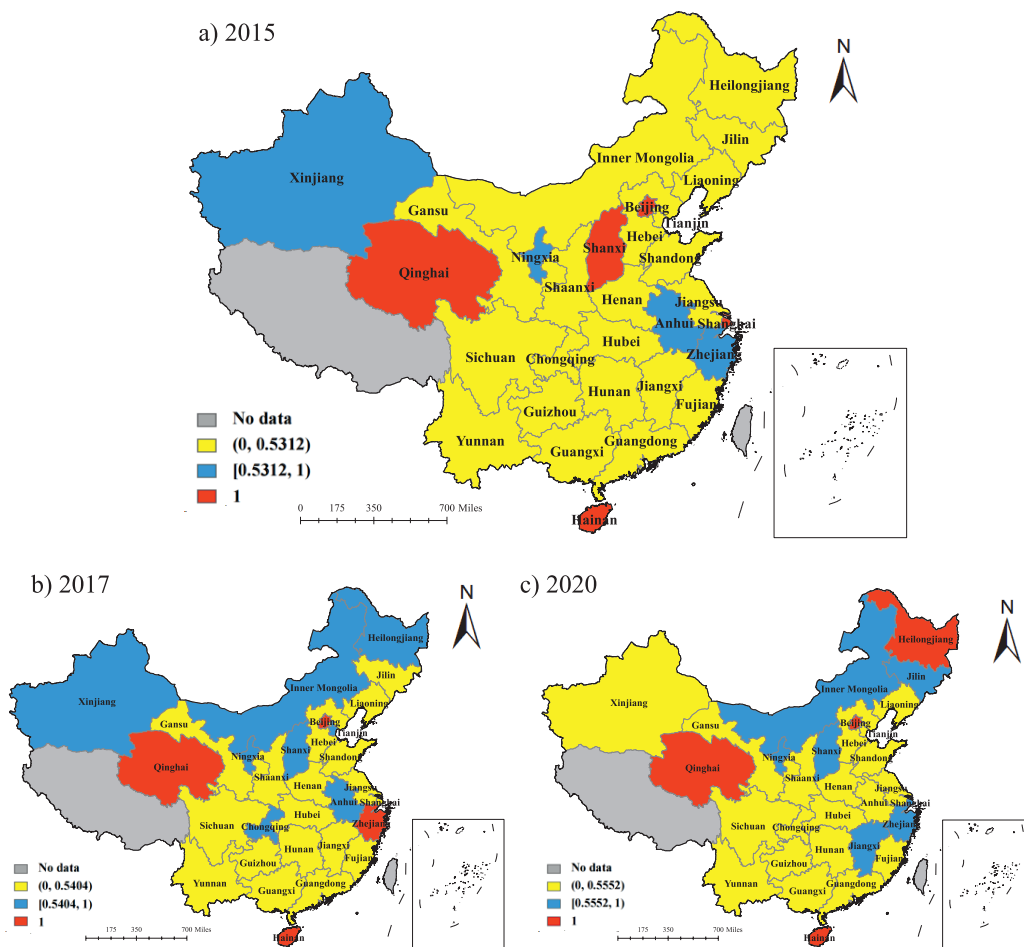 a) 2015
N
Heilongjiang
Jilin
Inner Mongolia
Liaoning
Xinjiang
Beijing
Gansu
Tianjin
Hebei
Shanxi
Ningxia
Shandong
Qinghai
Shaanxi
Henan
Jiangsu
Anhui
Shanghai
Hubei
Zhejian
Sichuan
Chongqing
Hunan
Jiangxi
Guizhou
Fujian
Yunnan
Guangdong
Guangxi
Hainan
No data
(0, 0.5312)
[0.5312, 1)
1
0 175 350 700 Miles
b) 2017
N
Heilongjiang
Jilin
Inner Mongolia
Xinjiang
Liaoning
Beijing
Gansu
Tianjin
Hebei
Shanxi
Ningxia
Shandong
Qinghai
Shaanxi
Henan
Jiangsu
Anhui
Shanghai
Hubei
Zhejiang
Sichuan
Chongqing
Hunan
Jiangxi
Guizhou
Fujian
Yunnan
Guangdong
Guangxi
Hainan
No data
(0, 0.5404)
[0.5404, 1)
1
0 175 350 700 Miles
c) 2020
N
Heilongjiang
Jilin
Inner Mongolia
Xinjiang
Liaoning
Beijing
Gansu
Tianjin
Hebei
Shanxi
Ningxia
Shandong
Qinghai
Shaanxi
Henan
Jiangsu
Anhui
Shanghai
Hubei
Zhejiang
Sichuan
Chongqing
Hunan
Jiangxi
Guizhou
Fujian
Yunnan
Guangdong
Guangxi
Hainan
No data
(0, 0.5552)
[0.5552, 1)
1
0 175 350 700 Miles